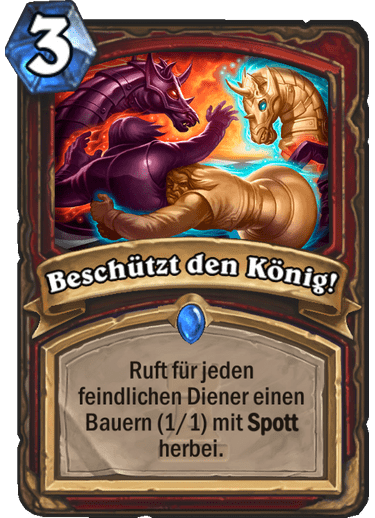 3
Beschützt den König!
Ruft für jeden
feindlichen Diener einen
Bauern (1/1) mit Spott
herbei.